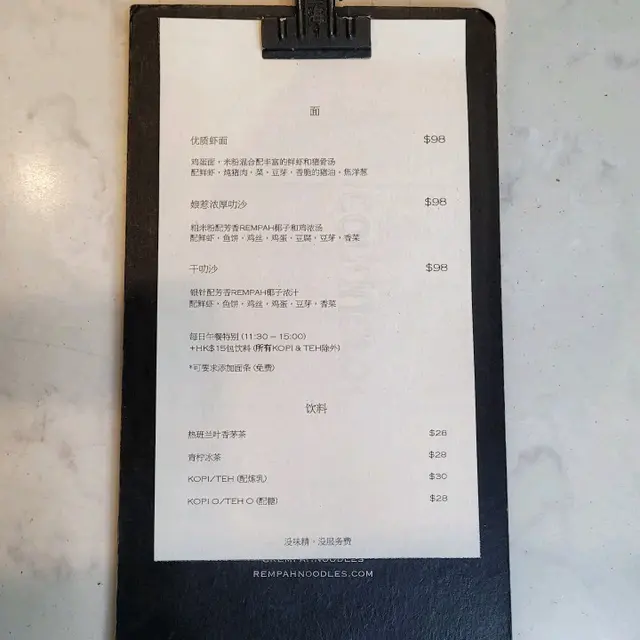 面
优质虾面 $98
鸡蛋面,米粉混合配丰富的鲜虾和猪骨汤
配鲜虾,炖猪肉,菜,豆芽,香脆的猪油,焦洋葱
娘惹浓厚叻沙 $98
粗米粉配芳香REMPAH椰子和鸡浓汤
配鲜虾,鱼饼,鸡丝,鸡蛋,豆腐,豆芽,香菜
干叻沙 $98
银针配芳香REMPAH椰子浓汁
配鲜虾,鱼饼,鸡丝,鸡蛋,豆芽,香菜
每日午餐特别 (11:30 – 15:00)
+HK$15包饮料 (所有KOPI & TEH除外)
*可要求添加面条 (免费)
饮料
热班兰叶香茅茶 $28
青柠冰茶 $28
KOPI/TEH (配炼乳) $30
KOPI O/TEH O (配糖) $28
没味精,没服务费
REMPAHNOODLES.COM